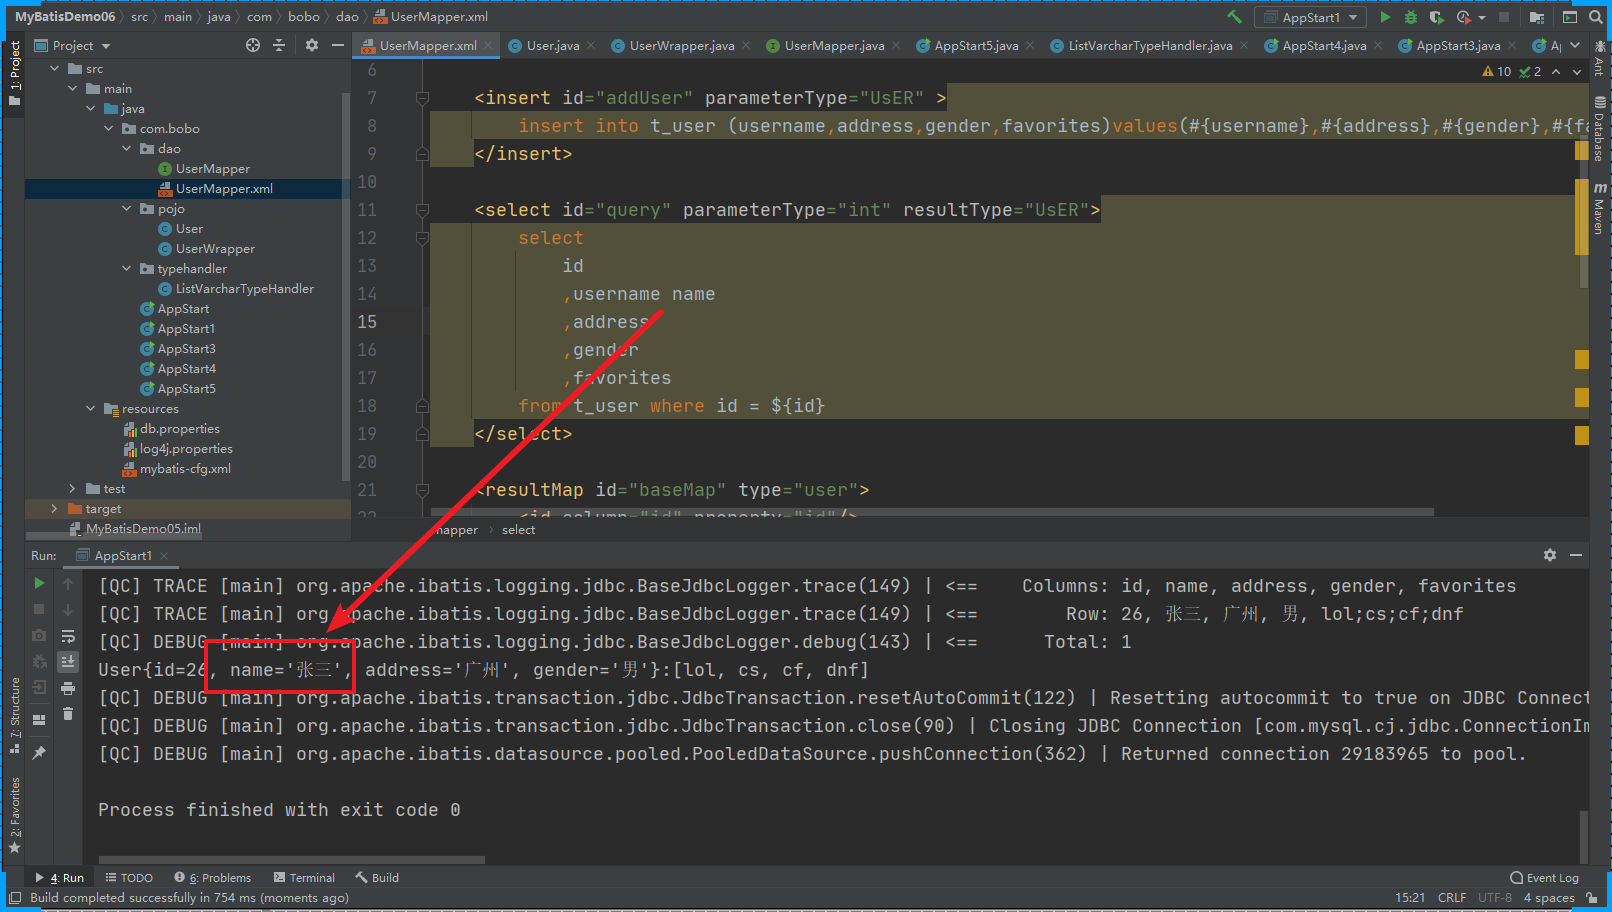 MyBatisDemo06 src main java com bobo dao UserMapper.xml
AppStart1
1: Project
Project
UserMapper.xml User.java UserWrapper.java UserMapper.java AppStart5.java ListVarcharTypeHandler.java AppStart4.java AppStart3.java
src
main
java
com.bobo
dao
UserMapper
UserMapper.xml
pojo
User
UserWrapper
typehandler
ListVarcharTypeHandler
AppStart
AppStart1
AppStart3
AppStart4
AppStart5
resources
db.properties
log4j.properties
mybatis-cfg.xml
test
target
MyBatisDemo05.iml
10 2
6
7 <insert id="addUser" parameterType="UsER" >
8 insert into t_user (username,address,gender,favorites)values(#{username},#{address},#{gender},#{fa
9 </insert>
10
11 <select id="query" parameterType="int" resultType="UsER">
12 select
13 id
14 ,username name
15 ,address
16 ,gender
17 ,favorites
18 from t_user where id = ${id}
19 </select>
20
21 <resultMap id="baseMap" type="user">
22 <id column="id" property="id"/>
mapper select
Ant
Database
Maven
Run: AppStart1
[QC] TRACE [main] org.apache.ibatis.logging.jdbc.BaseJdbcLogger.trace(149) | <== Columns: id, name, address, gender, favorites
[QC] TRACE [main] org.apache.ibatis.logging.jdbc.BaseJdbcLogger.trace(149) | <== Row: 26, 张三, 广州, 男, lol;cs;cf;dnf
[QC] DEBUG [main] org.apache.ibatis.logging.jdbc.BaseJdbcLogger.debug(143) | <== Total: 1
User{id=26, name='张三', address='广州', gender='男'}:[lol, cs, cf, dnf]
[QC] DEBUG [main] org.apache.ibatis.transaction.jdbc.JdbcTransaction.resetAutoCommit(122) | Resetting autocommit to true on JDBC Connect
[QC] DEBUG [main] org.apache.ibatis.transaction.jdbc.JdbcTransaction.close(90) | Closing JDBC Connection [com.mysql.cj.jdbc.ConnectionIm
[QC] DEBUG [main] org.apache.ibatis.datasource.pooled.PooledDataSource.pushConnection(362) | Returned connection 29183965 to pool.
Process finished with exit code 0
7: Structure
2: Favorites
4: Run TODO 6: Problems Terminal Build Event Log
Build completed successfully in 754 ms (moments ago) 15:21 CRLF UTF-8 4 spaces